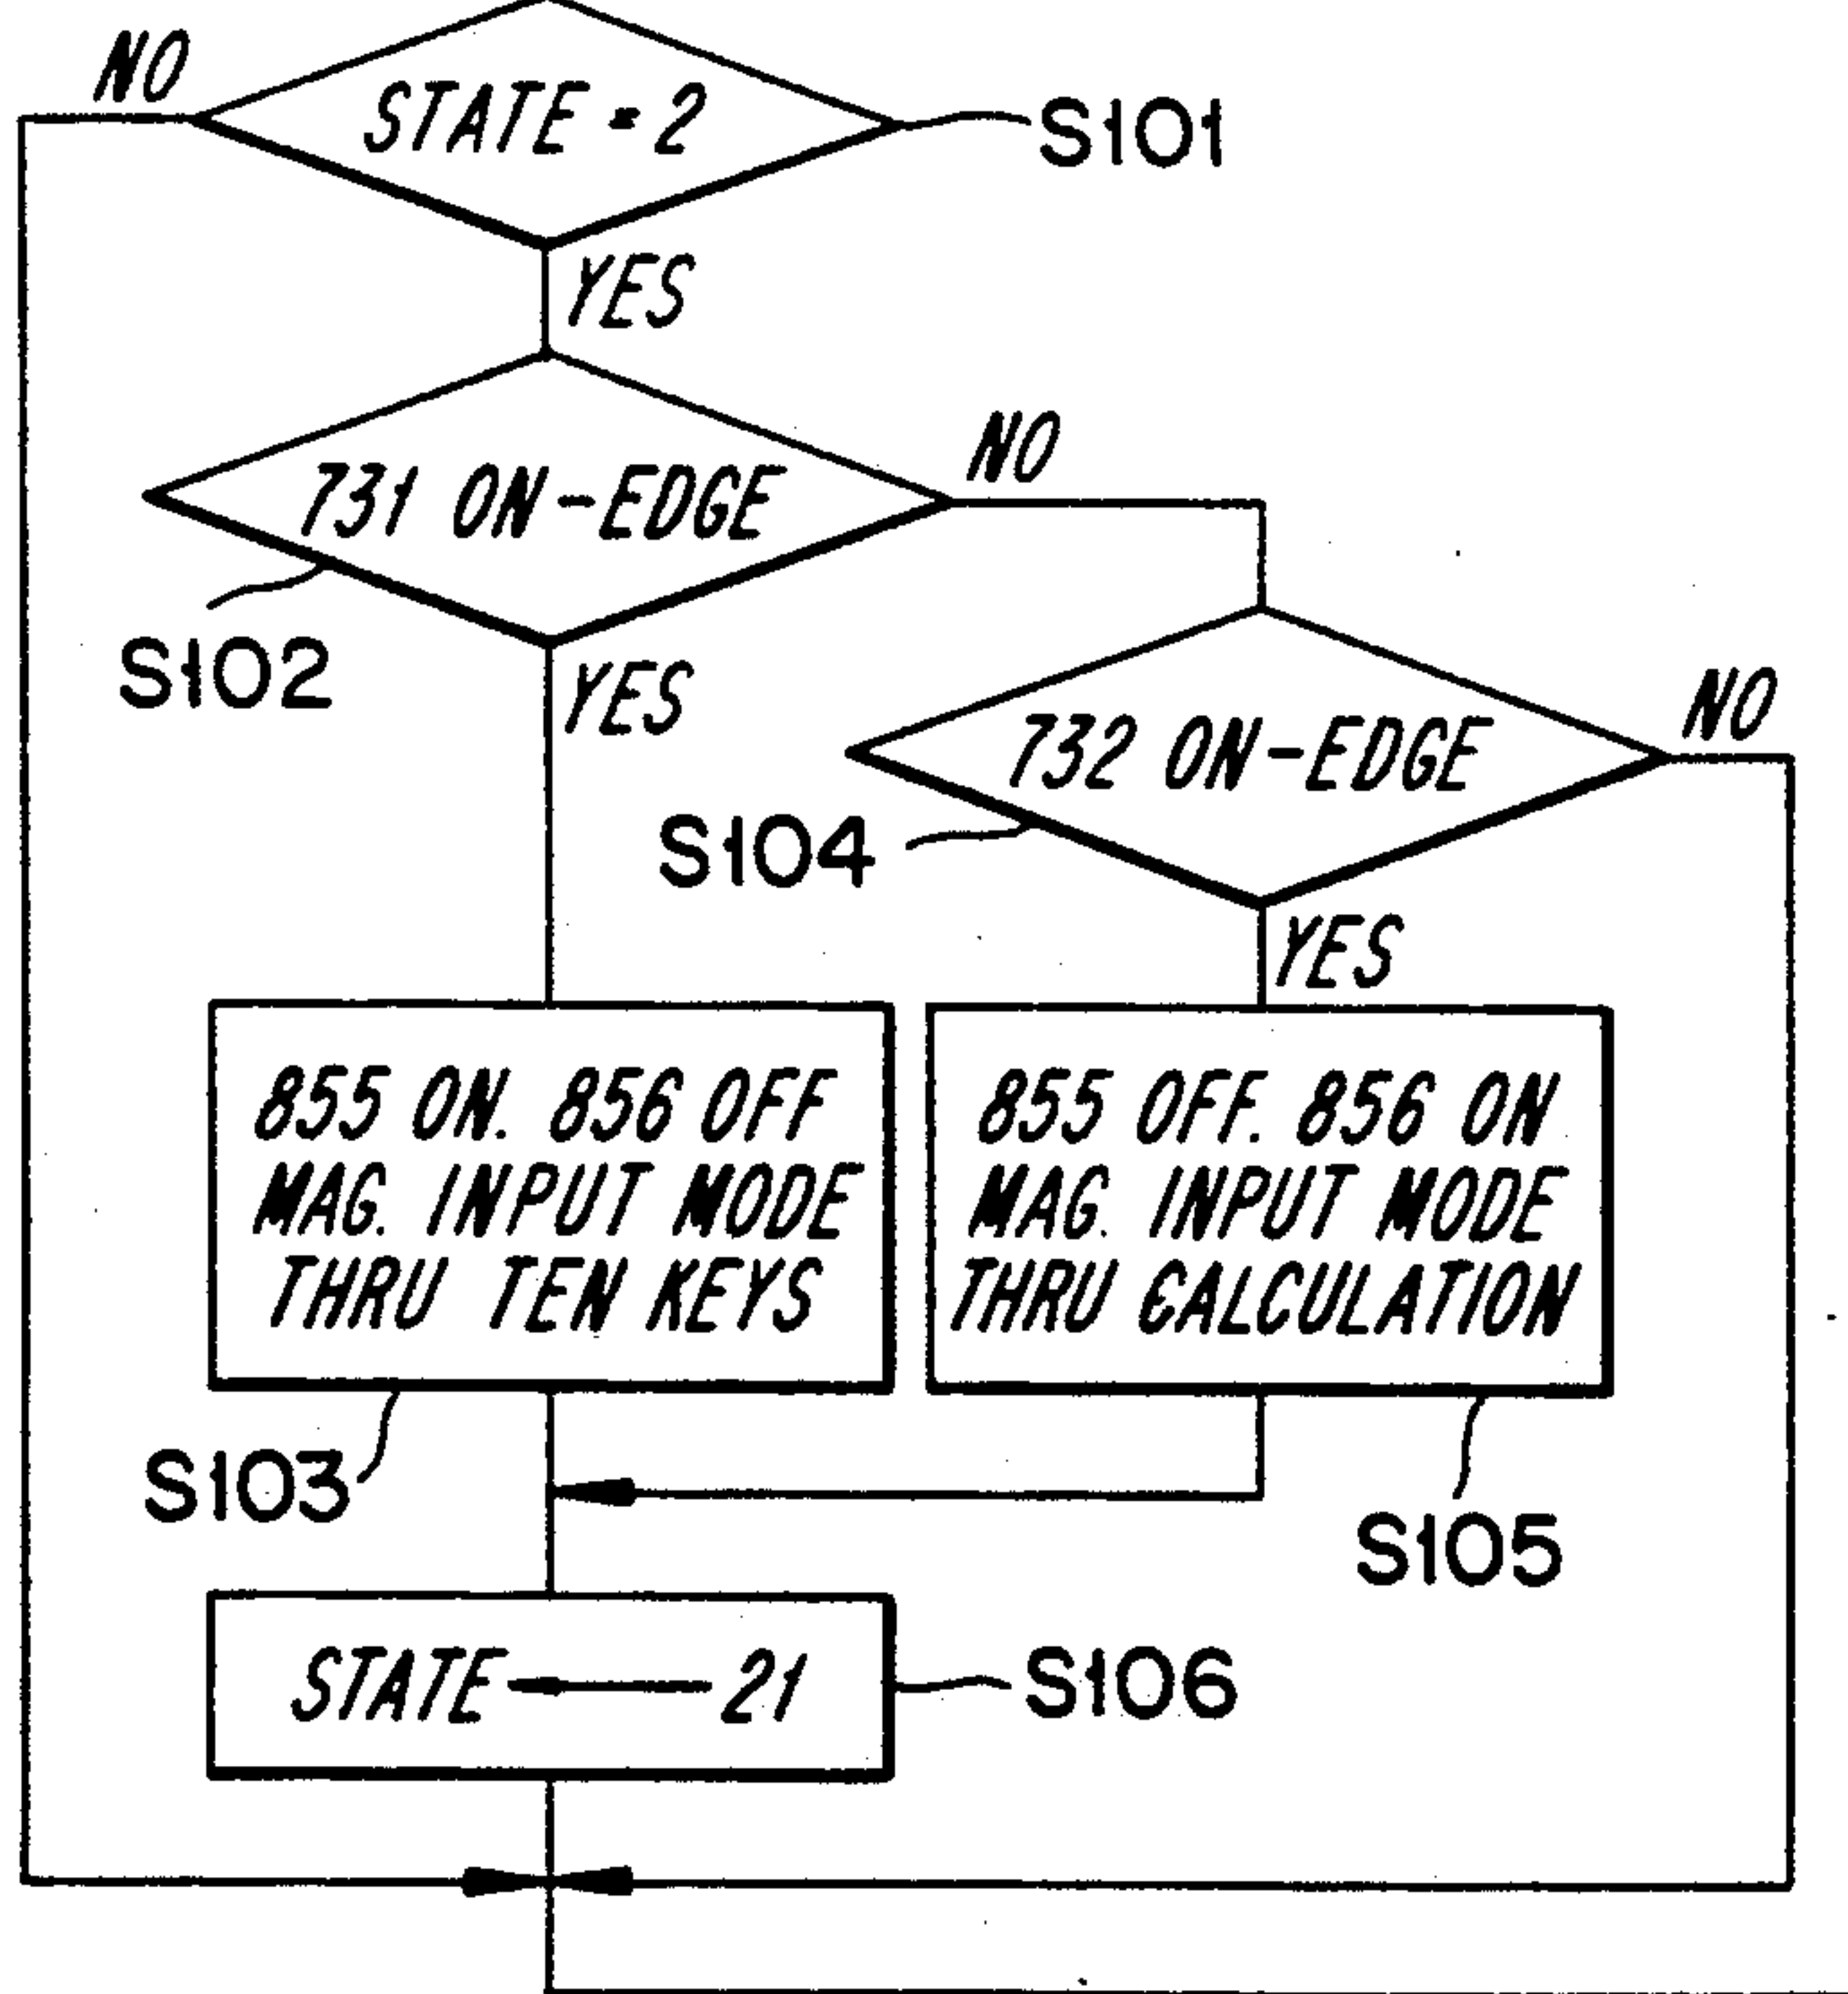 NO
STATE = 2
S101
YES
731 ON-EDGE
NO
S102
YES
732 ON-EDGE
NO
S104
YES
855 ON. 856 OFF
MAG. INPUT MODE
THRU TEN KEYS
855 OFF. 856 ON
MAG. INPUT MODE
THRU CALCULATION
S103
S105
STATE ← 21
S106